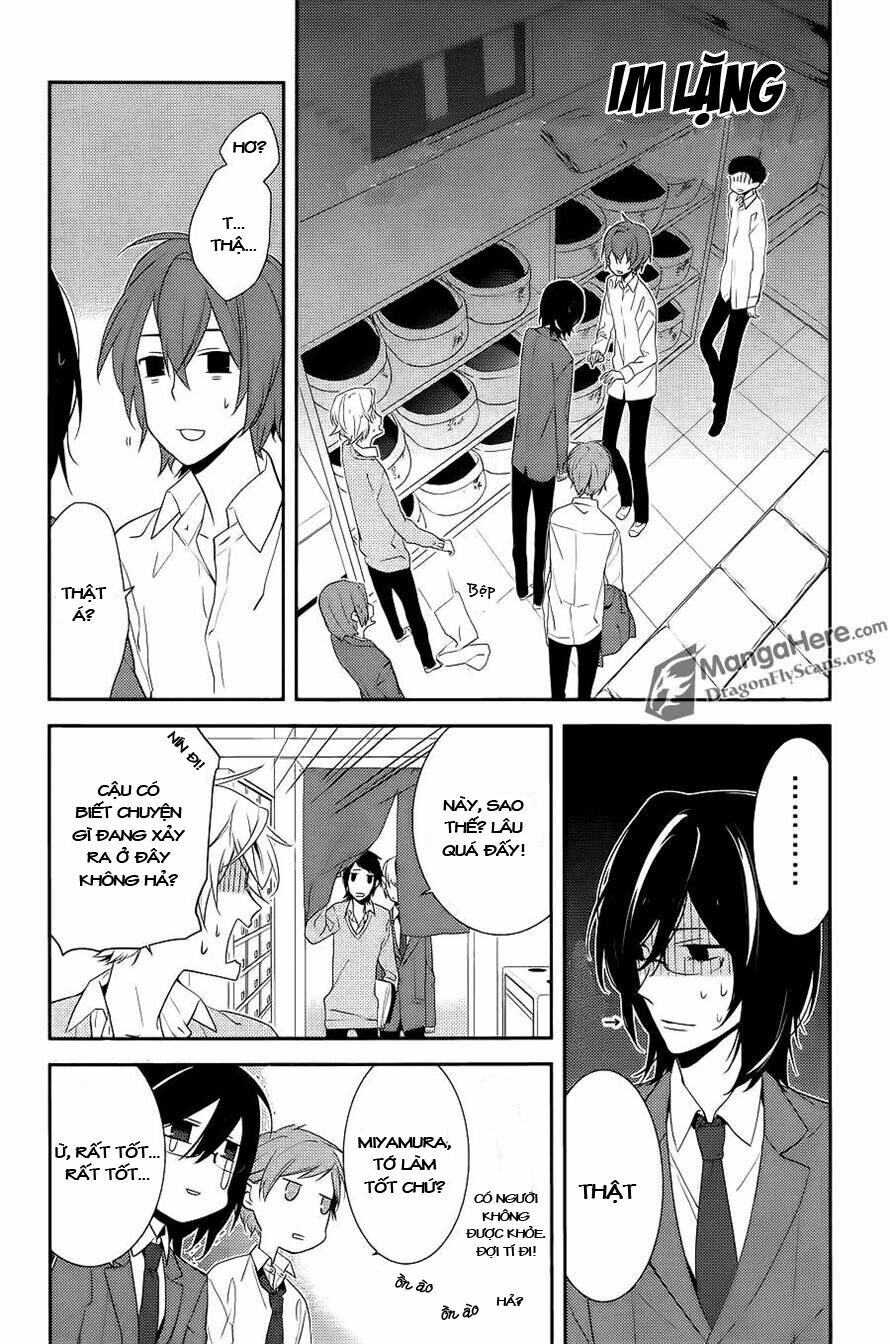 IM LẶNG
Bộp
HƠ?
T...
THẬ...
THẬT
Á?
MangaHere.com
DragonFlyScans.org
..........
THẬT
NÀY, SAO
THẾ? LÂU
QUÁ ĐẤY!
NÍN ĐI!
CẬU CÓ
BIẾT CHUYỆN
GÌ ĐANG XẢY
RA Ở ĐÂY
KHÔNG HẢ?
MIYAMURA,
TỚ LÀM
TỐT CHỨ?
CÓ NGƯỜI
KHÔNG
ĐƯỢC KHỎE.
ĐỢI TÍ ĐI!
ồn ào
ồn ào
HẢ?
Ừ, RẤT TỐT...
RẤT TỐT...